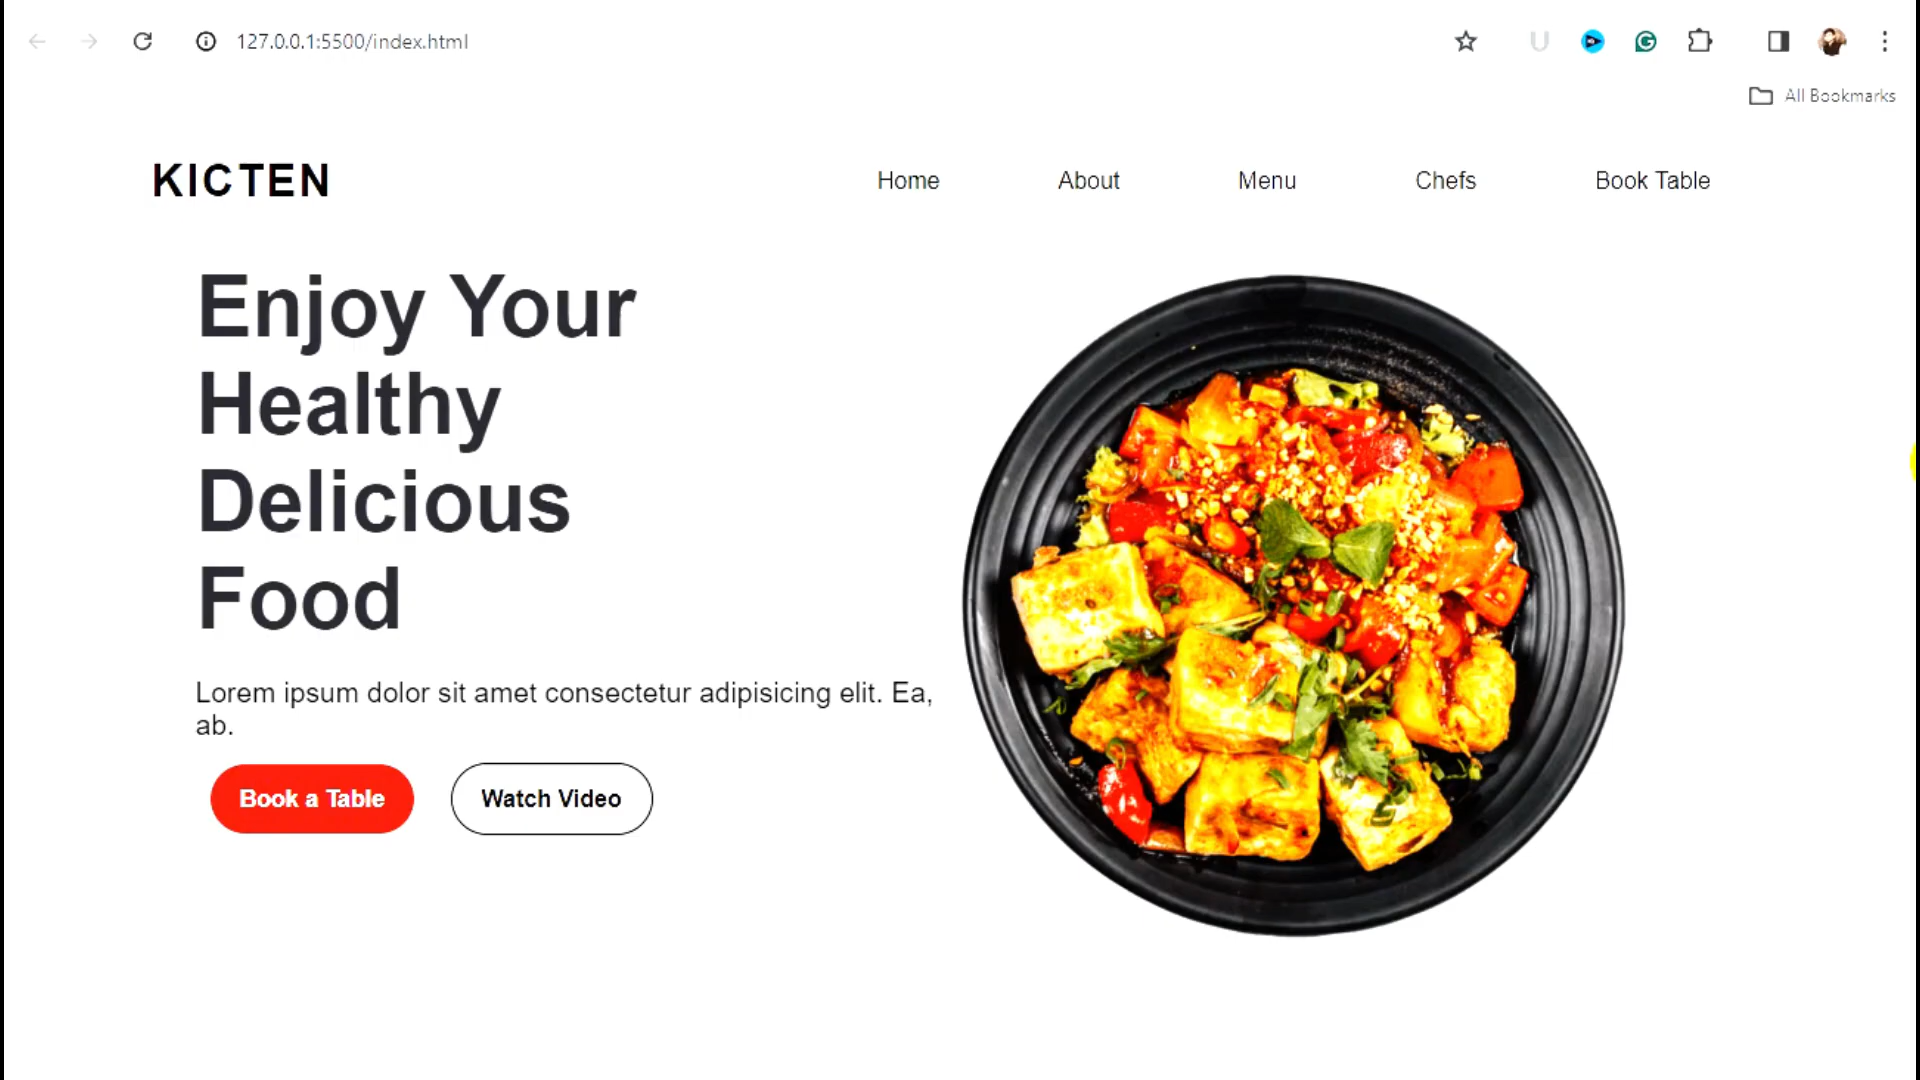 127.0.0.1:5500/index.html
All Bookmarks
KICTEN
Home
About
Menu
Chefs
Book Table
Enjoy Your
Healthy
Delicious
Food
Lorem ipsum dolor sit amet consectetur adipisicing elit. Ea,
ab.
Book a Table
Watch Video